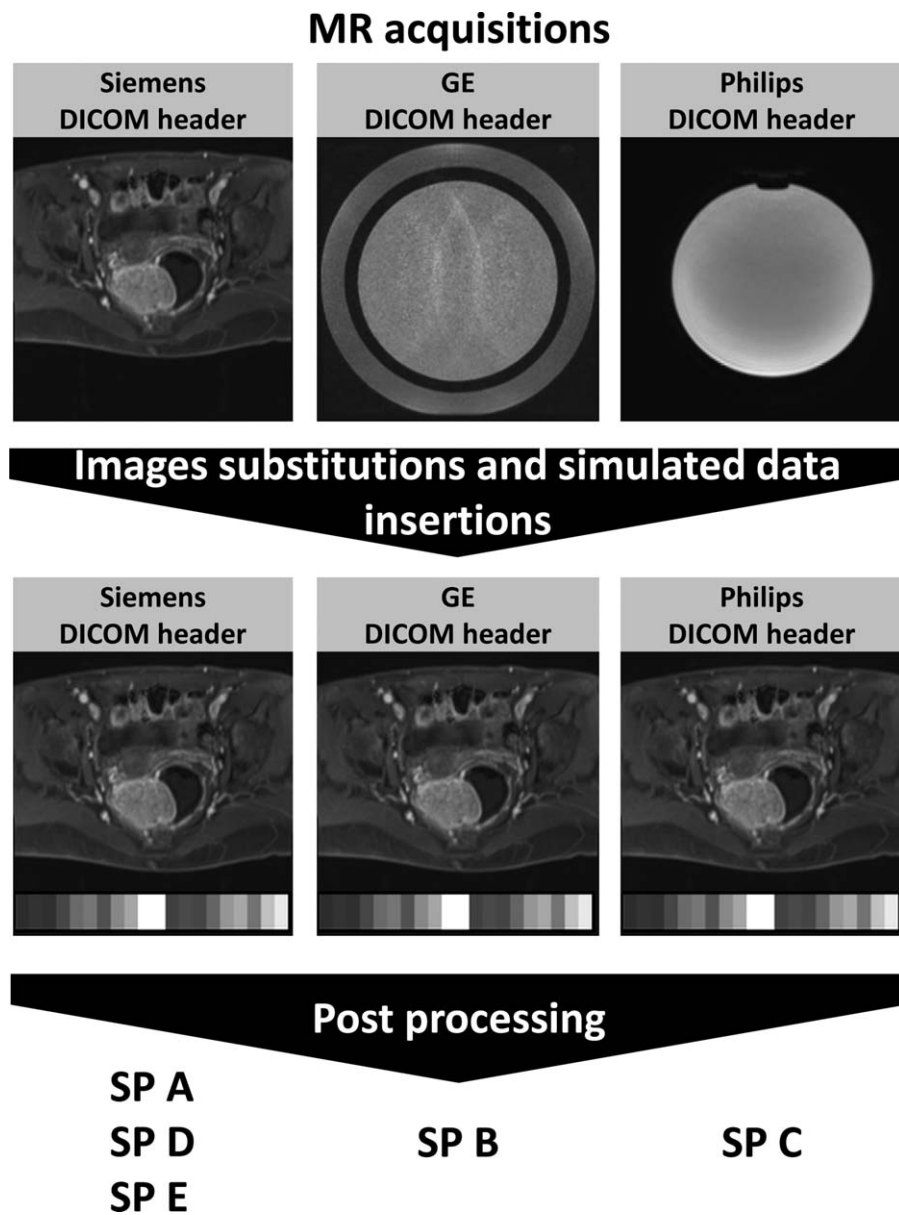 MR acquisitions
Siemens
DICOM header
GE
DICOM header
Philips
DICOM header
Images substitutions and simulated data
insertions
Siemens
DICOM header
GE
DICOM header
Philips
DICOM header
Post processing
SP A
SP D
SP E
SP B
SP C